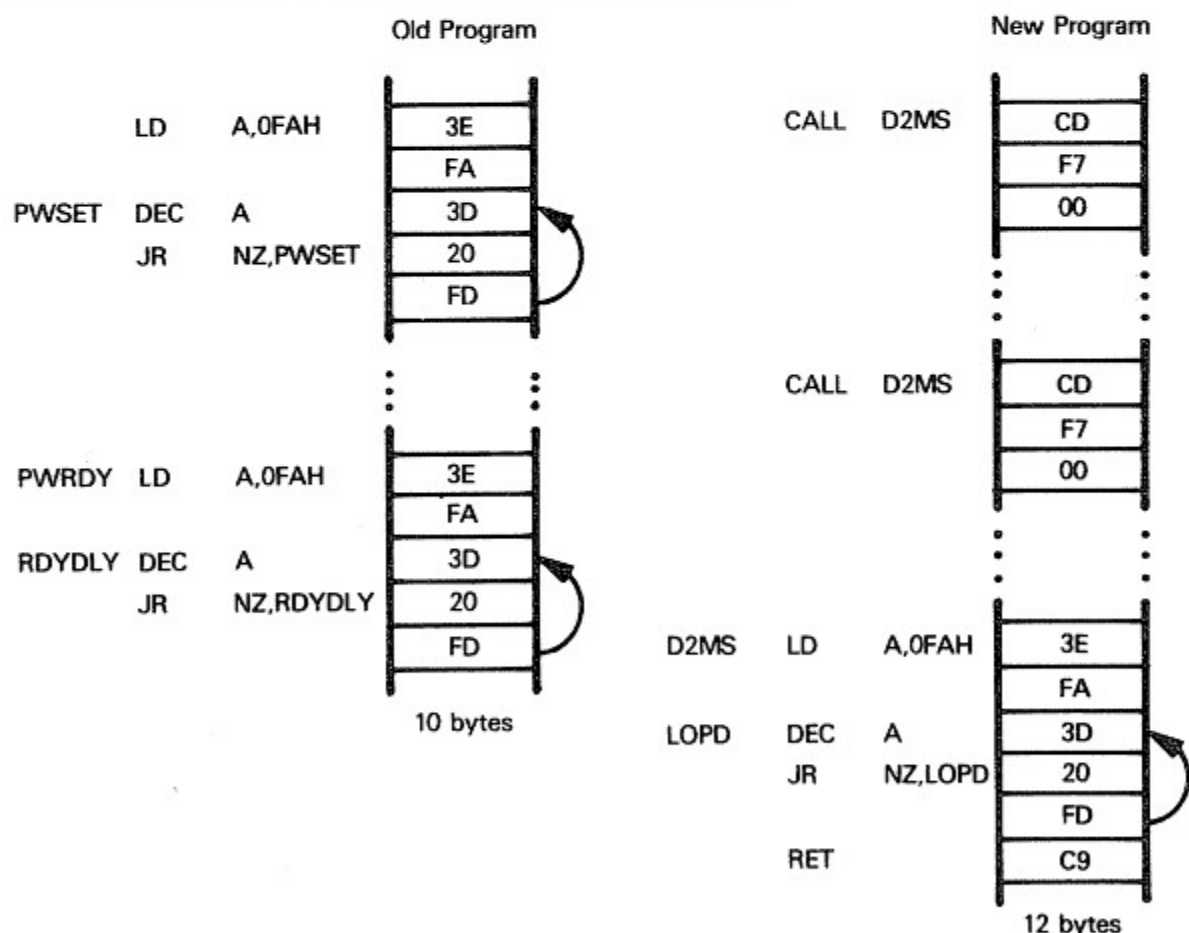 Old Program
LD A,0FAH 3E
FA
PWSET DEC A 3D
JR NZ,PWSET 20
FD
PWRDY LD A,0FAH 3E
FA
RDYDLY DEC A 3D
JR NZ,RDYDLY 20
FD
10 bytes
New Program
CALL D2MS CD
F7
00
CALL D2MS CD
F7
00
D2MS LD A,0FAH 3E
FA
LOPD DEC A 3D
JR NZ,LOPD 20
FD
RET C9
12 bytes